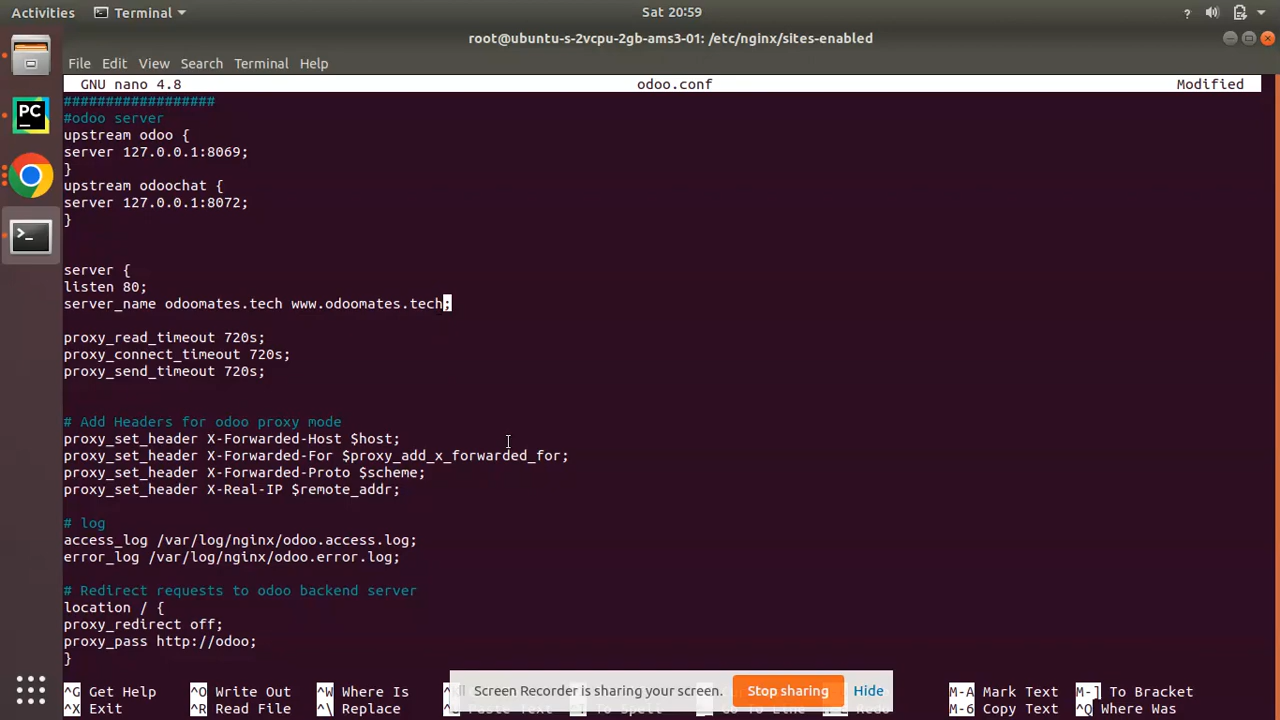 Activities Terminal Sat 20:59 ?
root@ubuntu-s-2vcpu-2gb-ams3-01: /etc/nginx/sites-enabled
File Edit View Search Terminal Help
GNU nano 4.8 odoo.conf Modified
##################
#odoo server
upstream odoo {
server 127.0.0.1:8069;
}
upstream odoochat {
server 127.0.0.1:8072;
}
server {
listen 80;
server_name odoomates.tech www.odoomates.tech;
proxy_read_timeout 720s;
proxy_connect_timeout 720s;
proxy_send_timeout 720s;
# Add Headers for odoo proxy mode
proxy_set_header X-Forwarded-Host $host;
proxy_set_header X-Forwarded-For $proxy_add_x_forwarded_for;
proxy_set_header X-Forwarded-Proto $scheme;
proxy_set_header X-Real-IP $remote_addr;
# log
access_log /var/log/nginx/odoo.access.log;
error_log /var/log/nginx/odoo.error.log;
# Redirect requests to odoo backend server
location / {
proxy_redirect off;
proxy_pass http://odoo;
}
^G Get Help ^O Write Out ^W Where Is M-A Mark Text M-] To Bracket
^X Exit ^R Read File ^\ Replace M-6 Copy Text ^Q Where Was
Screen Recorder is sharing your screen. Stop sharing Hide
PC